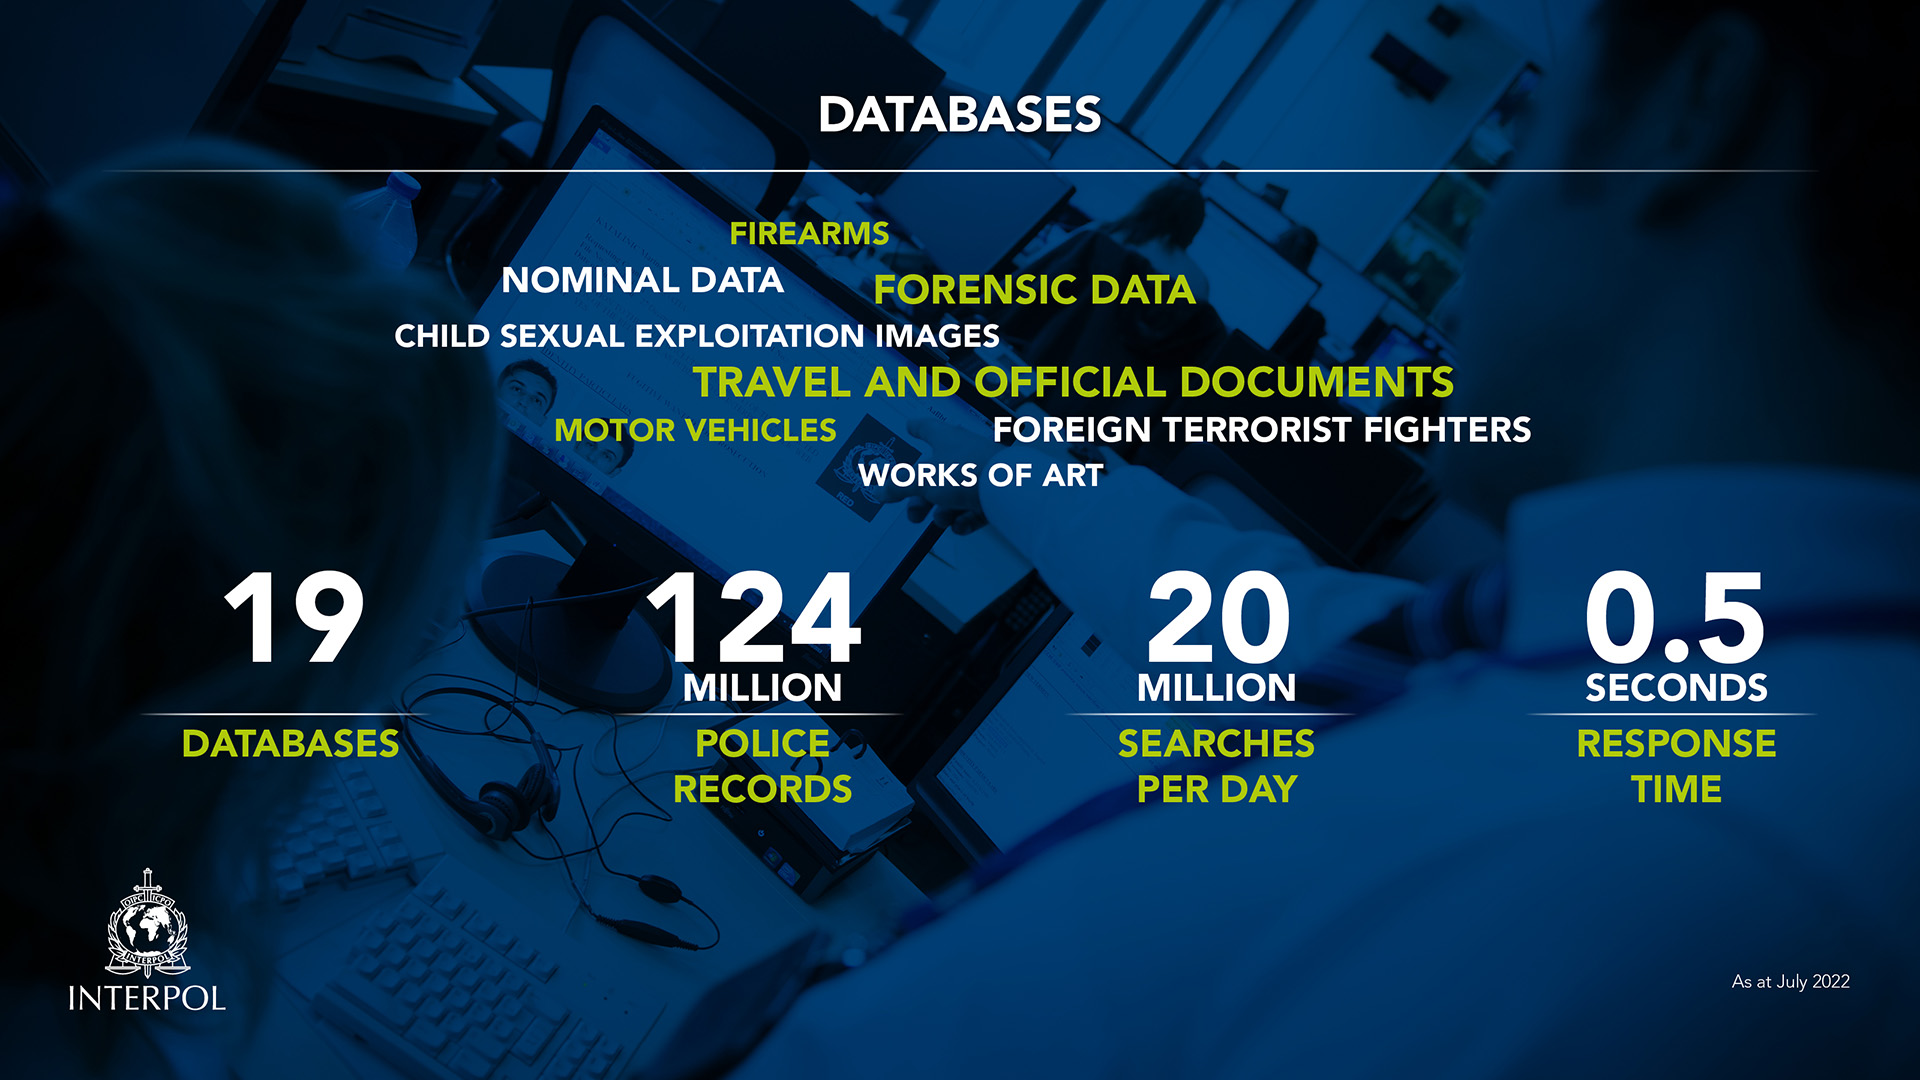 DATABASES
FIREARMS
NOMINAL DATA
FORENSIC DATA
CHILD SEXUAL EXPLOITATION IMAGES
TRAVEL AND OFFICIAL DOCUMENTS
MOTOR VEHICLES
FOREIGN TERRORIST FIGHTERS
WORKS OF ART
RED
19
DATABASES
124
MILLION
POLICE
RECORDS
20
MILLION
SEARCHES
PER DAY
0.5
SECONDS
RESPONSE
TIME
OIPC ICPO
INTERPOL
INTERPOL
As at July 2022